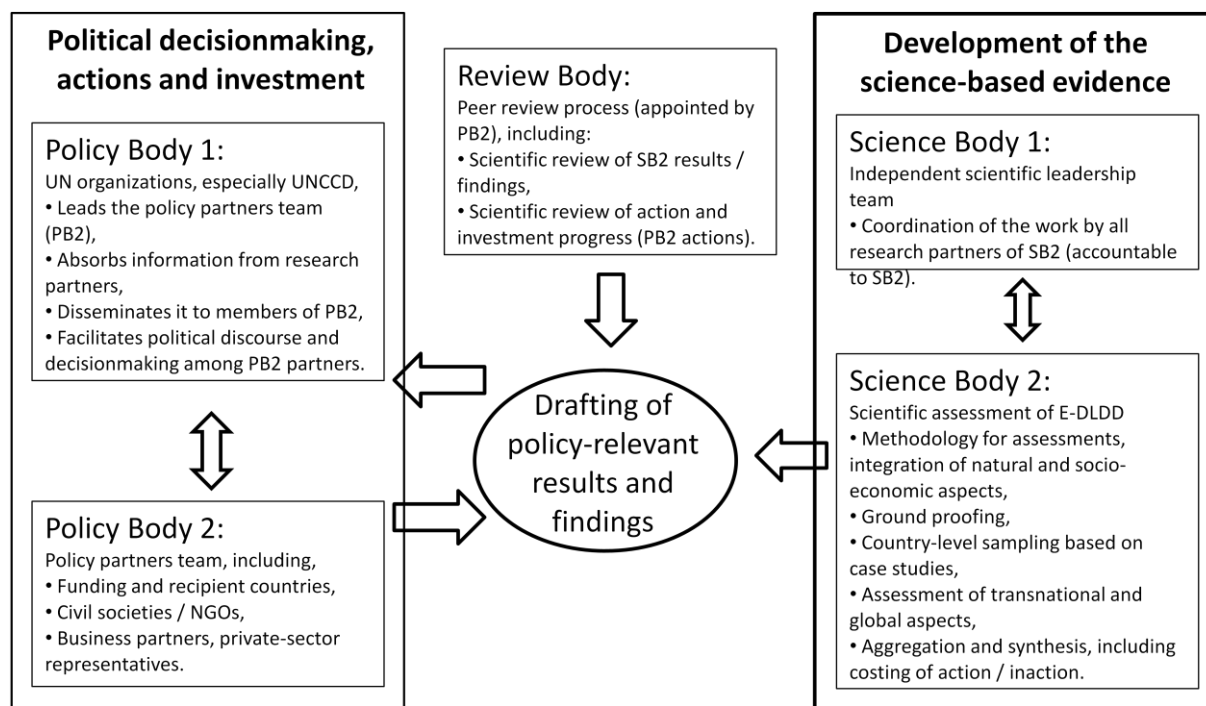 Political decisionmaking,
actions and investment
Policy Body 1:
UN organizations, especially UNCCD,
• Leads the policy partners team
(PB2),
• Absorbs information from research
partners,
• Disseminates it to members of PB2,
• Facilitates political discourse and
decisionmaking among PB2 partners.
Policy Body 2:
Policy partners team, including,
• Funding and recipient countries,
• Civil societies / NGOs,
• Business partners, private-sector
representatives.
Review Body:
Peer review process (appointed by
PB2), including:
• Scientific review of SB2 results /
findings,
• Scientific review of action and
investment progress (PB2 actions).
Drafting of
policy-relevant
results and
findings
Development of the
science-based evidence
Science Body 1:
Independent scientific leadership
team
• Coordination of the work by all
research partners of SB2 (accountable
to SB2).
Science Body 2:
Scientific assessment of E-DLDD
• Methodology for assessments,
integration of natural and socio-
economic aspects,
• Ground proofing,
• Country-level sampling based on
case studies,
• Assessment of transnational and
global aspects,
• Aggregation and synthesis, including
costing of action / inaction.